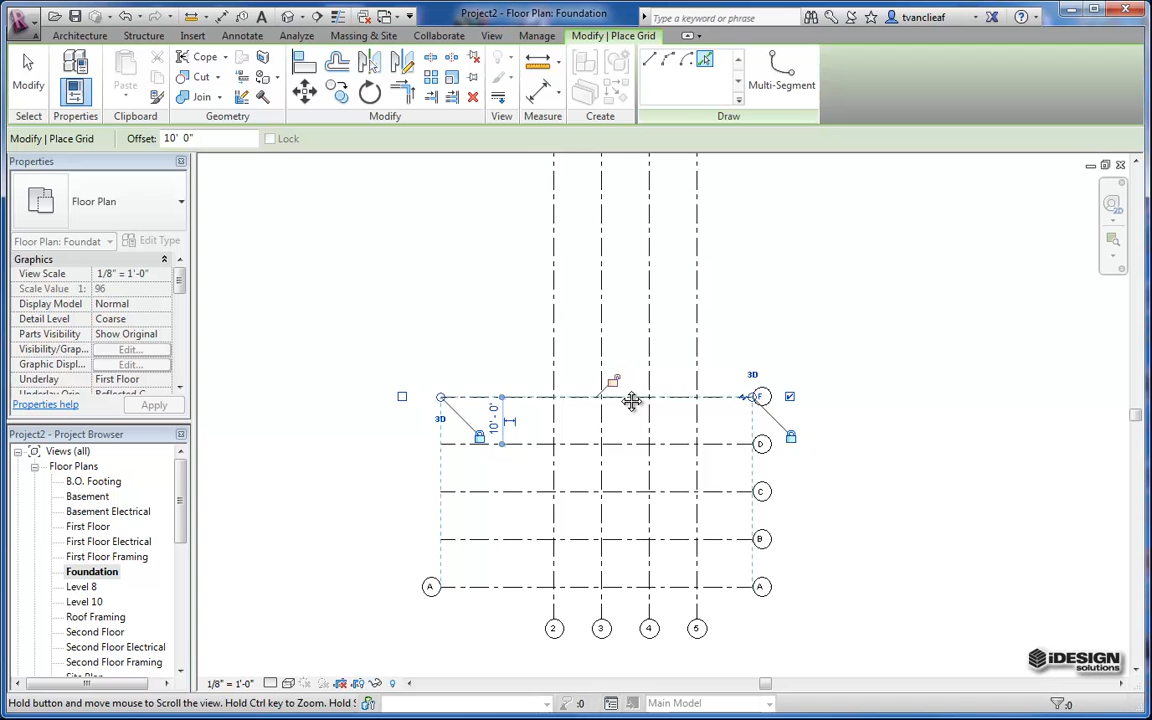 Project2 - Floor Plan: Foundation
Type a keyword or phrase
tvanclieaf
Architecture
Structure
Insert
Annotate
Analyze
Massing & Site
Collaborate
View
Manage
Modify | Place Grid
Cope
Cut
Join
Modify
Properties
Paste
Multi-Segment
Select
Properties
Clipboard
Geometry
Modify
View
Measure
Create
Draw
Modify | Place Grid
Offset:
10' 0"
Lock
Properties
Floor Plan
Floor Plan: Foundat
Edit Type
Graphics
View Scale
1/8" = 1'-0"
Scale Value 1:
96
Display Model
Normal
Detail Level
Coarse
Parts Visibility
Show Original
Visibility/Grap...
Edit...
Graphic Displ...
Edit...
Underlay
First Floor
Properties help
Apply
Project2 - Project Browser
Views (all)
Floor Plans
B.O. Footing
Basement
Basement Electrical
First Floor
First Floor Electrical
First Floor Framing
Foundation
Level 8
Level 10
Roof Framing
Second Floor
Second Floor Electrical
Second Floor Framing
3D
3D
10' - 0"
F
D
C
B
A
A
2
3
4
5
2D
iDESIGN
solutions
1/8" = 1'-0"
Hold button and move mouse to Scroll the view. Hold Ctrl key to Zoom. Hold S
:0
Main Model
:0